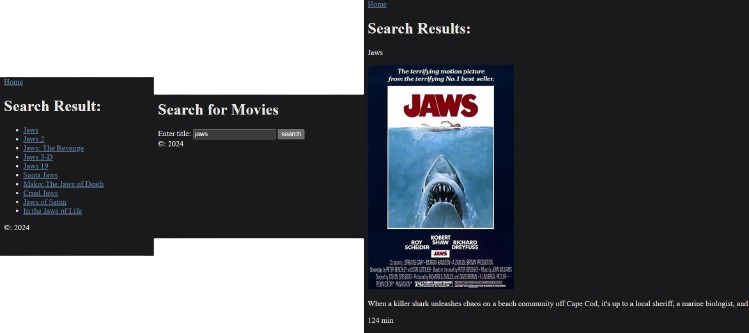 Home
Search Result:
Jaws
Jaws 2
Jaws: The Revenge
Jaws 3-D
Jaws 19
Santa Jaws
Mako: The Jaws of Death
Cruel Jaws
Jaws of Satan
In the Jaws of Life
©: 2024
Search for Movies
Enter title: jaws search
©: 2024
Home
Search Results:
Jaws
The terrifying motion picture
from the terrifying No.1 best seller.
JAWS
ROY SCHEIDER ROBERT SHAW RICHARD DREYFUSS
JAWS
When a killer shark unleashes chaos on a beach community off Cape Cod, it's up to a local sheriff, a marine biologist, and
124 min